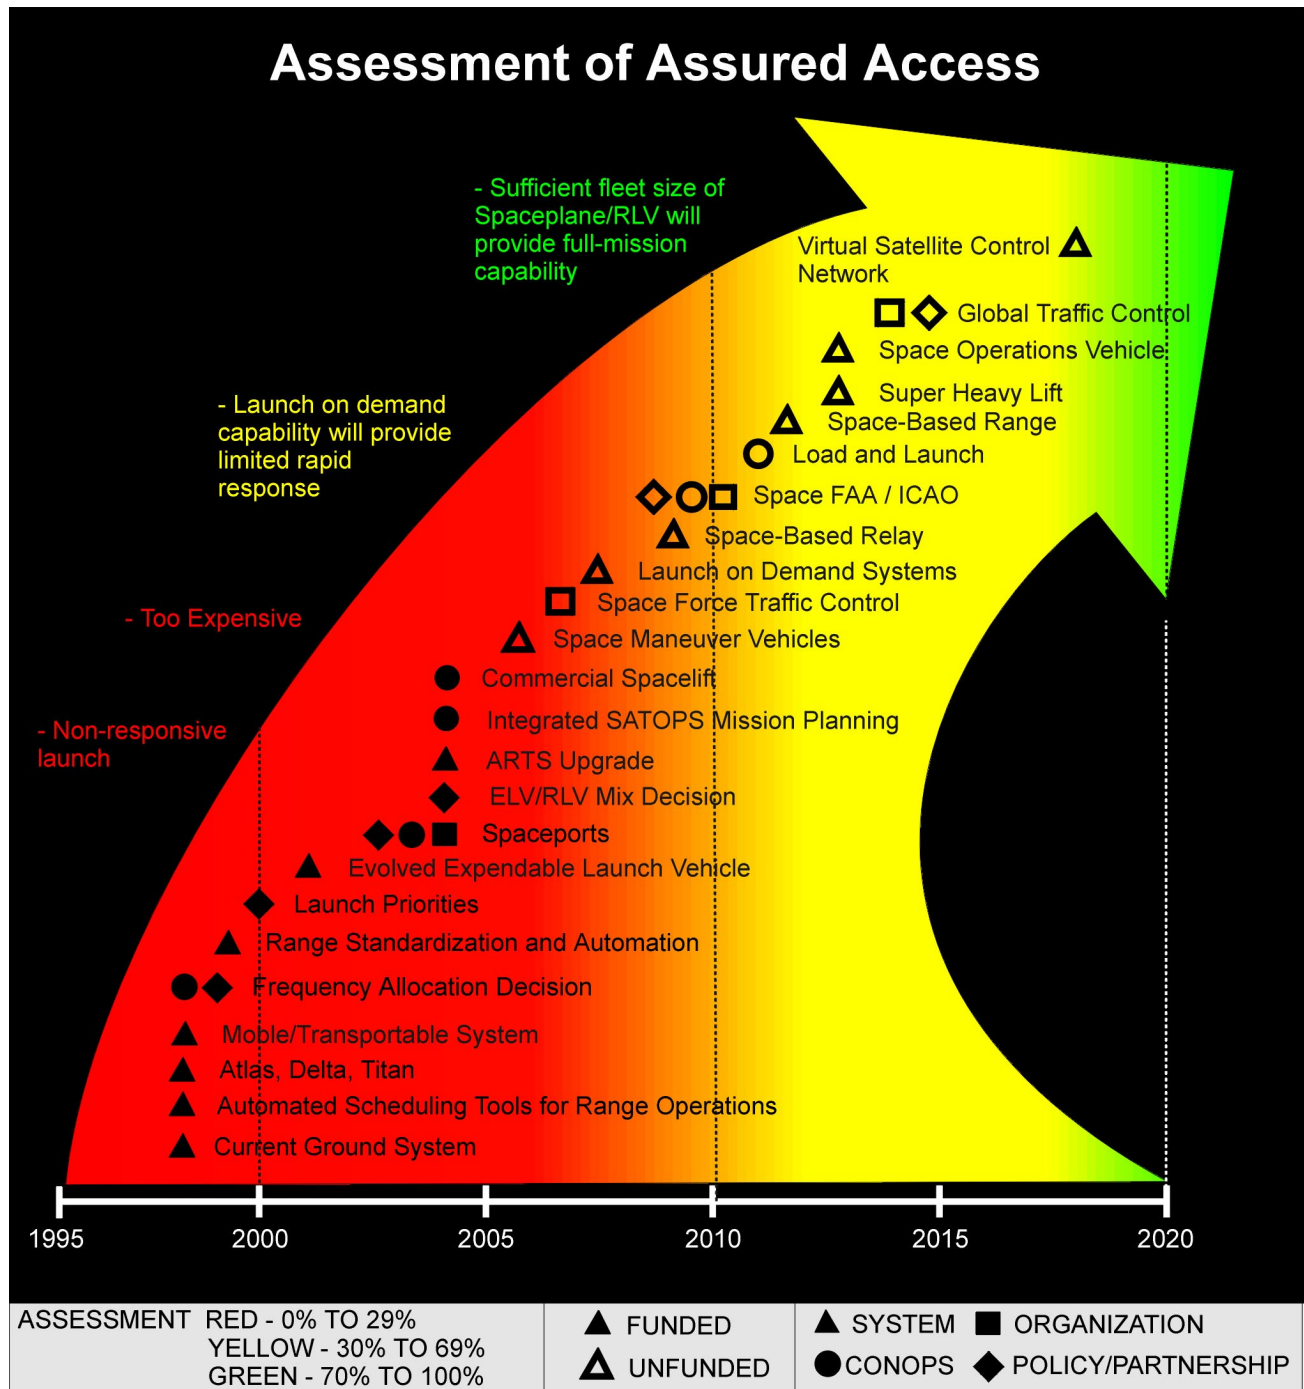 Assessment of Assured Access
- Sufficient fleet size of
Spaceplane/RLV will
provide full-mission
capability
- Launch on demand
capability will provide
limited rapid
response
- Too Expensive
- Non-responsive
launch
Virtual Satellite Control
Network
Global Traffic Control
Space Operations Vehicle
Super Heavy Lift
Space-Based Range
Load and Launch
Space FAA / ICAO
Space-Based Relay
Launch on Demand Systems
Space Force Traffic Control
Space Maneuver Vehicles
Commercial Spacelift
Integrated SATOPS Mission Planning
ARTS Upgrade
ELV/RLV Mix Decision
Spaceports
Evolved Expendable Launch Vehicle
Launch Priorities
Range Standardization and Automation
Frequency Allocation Decision
Moble/Transportable System
Atlas, Delta, Titan
Automated Scheduling Tools for Range Operations
Current Ground System
1995 2000 2005 2010 2015 2020
ASSESSMENT RED - 0% TO 29%
YELLOW - 30% TO 69%
GREEN - 70% TO 100%
FUNDED
UNFUNDED
SYSTEM ORGANIZATION
CONOPS POLICY/PARTNERSHIP